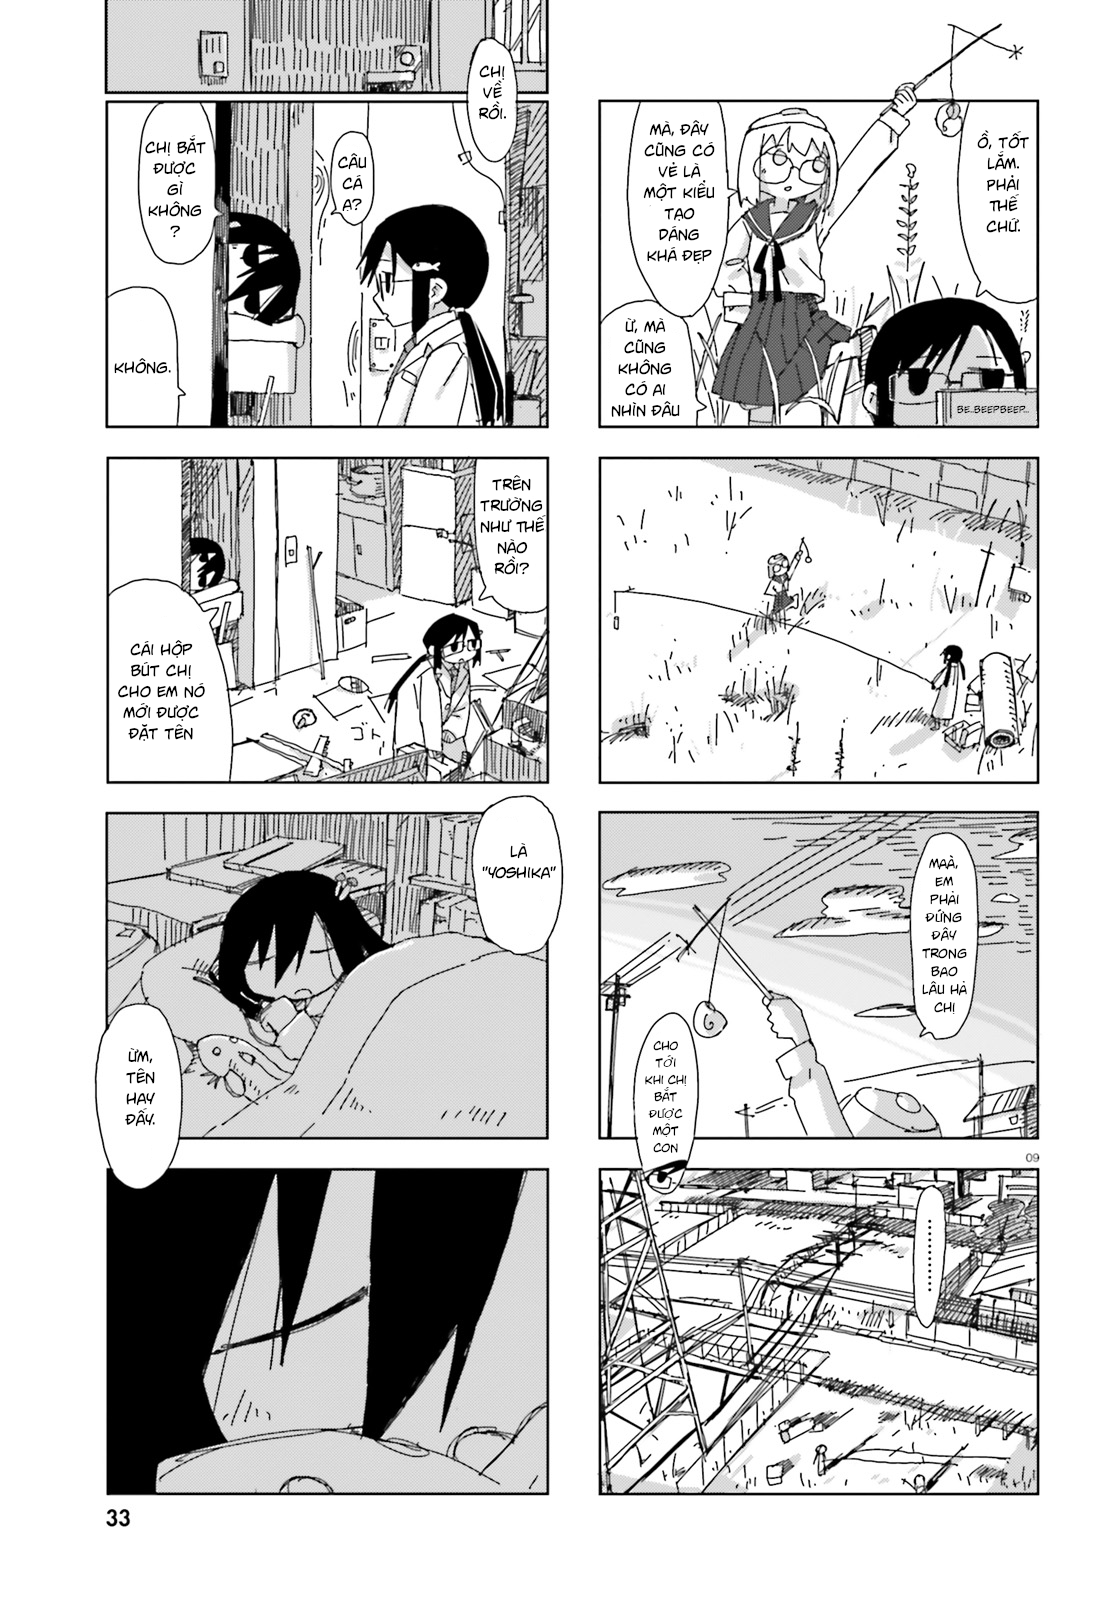 Ồ, TỐT
LẮM.
PHẢI
THẾ
CHỨ.
MÀ, ĐÂY
CŨNG CÓ
VẺ LÀ
MỘT KIỂU
TẠO
DÁNG
KHÁ ĐẸP
Ừ, MÀ
CŨNG
KHÔNG
CÓ AI
NHÌN ĐÂU
BE..BEEPBEEP...
MAÀ,
EM
PHẢI
ĐỨNG
ĐÂY
TRONG
BAO
LÂU HẢ
CHỊ
CHO
TỚI
KHI CHỊ
BẮT
ĐƯỢC
MỘT
CON
09
.........
CHỊ
VỀ
RỒI.
CÂU
CÁ
Ạ?
CHỊ BẮT
ĐƯỢC
GÌ
KHÔNG
?
KHÔNG.
TRÊN
TRƯỜNG
NHƯ THẾ
NÀO
RỒI?
CÁI HỘP
BÚT CHỊ
CHO EM NÓ
MỚI ĐƯỢC
ĐẶT TÊN
ゴト
LÀ
"YOSHIKA"
ỪM,
TÊN
HAY
ĐẤY.
33